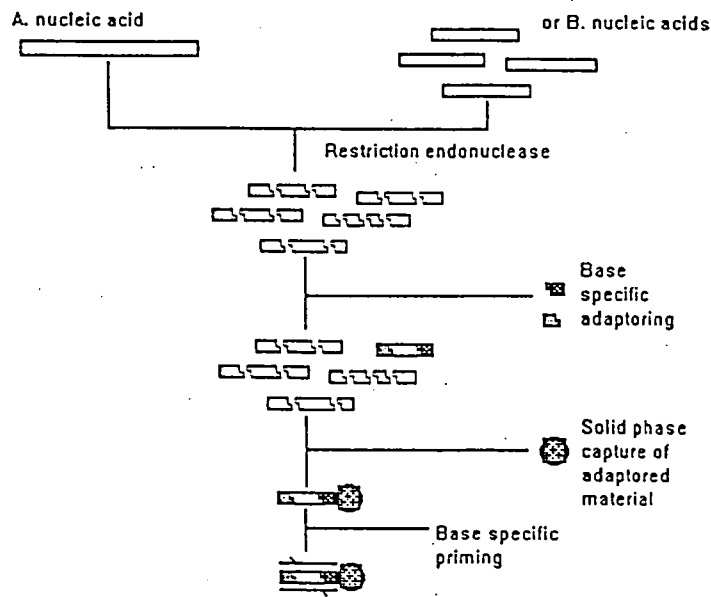 A. nucleic acid
or B. nucleic acids
Restriction endonuclease
Base
specific
adaptoring
Solid phase
capture of
adaptored
material
Base specific
priming